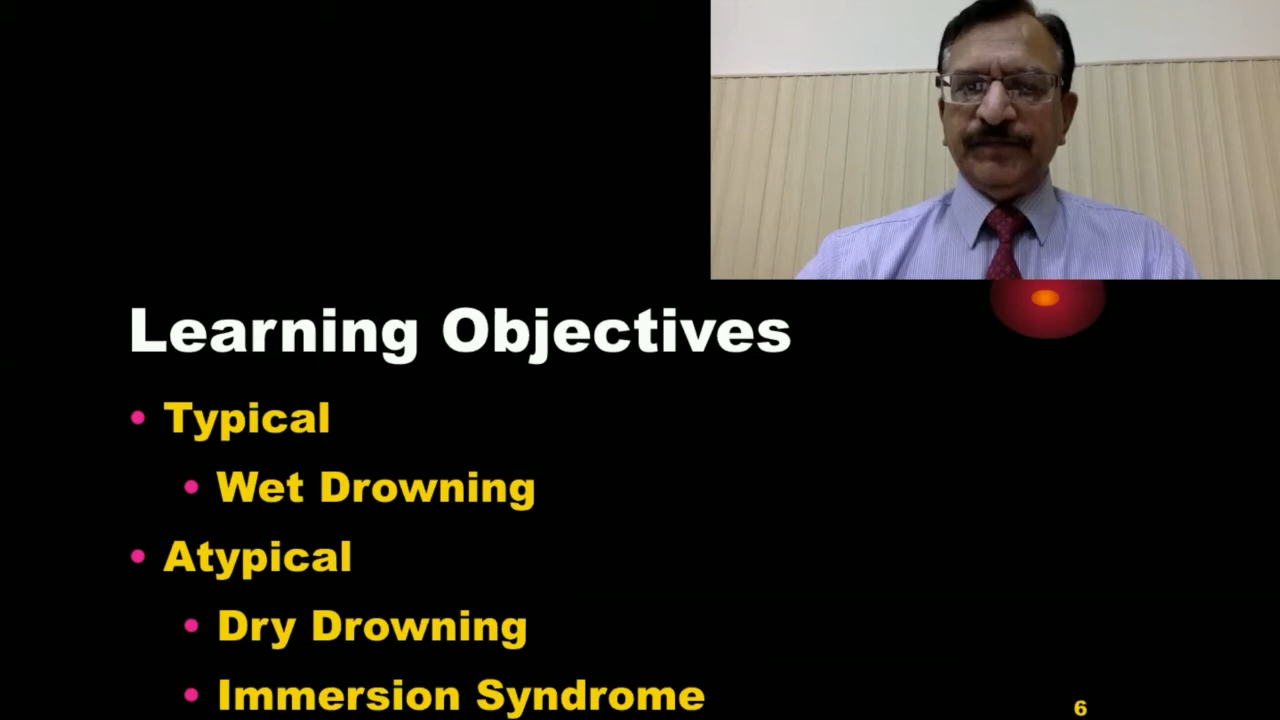 Learning Objectives
• Typical
• Wet Drowning
• Atypical
• Dry Drowning
• Immersion Syndrome
6